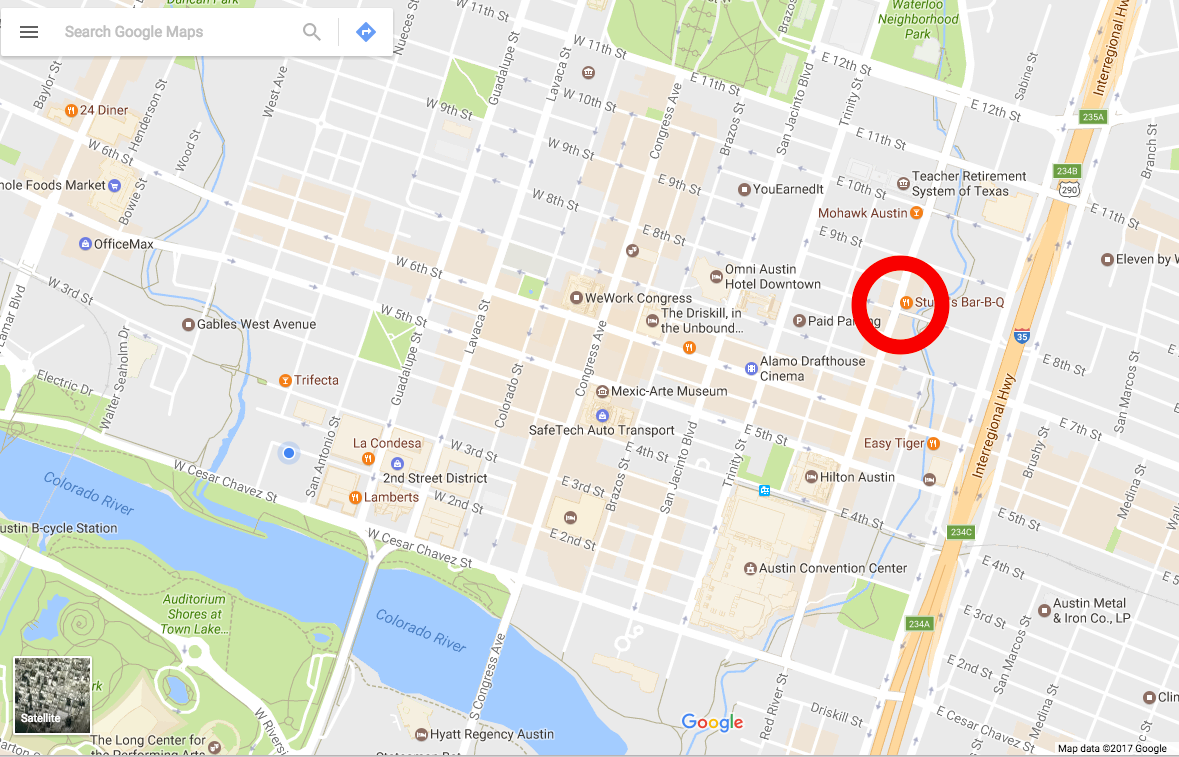 Duncan Park
W 11th St
Waterloo
Neighborhood
Park
Search Google Maps
Nueces St
Guadalupe St
Lavaca St
W 11th St
E 11th St
E 12th St
Interregional Hwy
Baylor St
Henderson St
West Ave
W 10th St
Congress Ave
Brazos St
San Jacinto Blvd
Trinity St
Sabine St
E 12th St
235A
24 Diner
W 9th St
E 11th St
Branch St
W 6th St
Wood St
W 9th St
234B
290
Teacher Retirement
System of Texas
hole Foods Market
Bowie St
W 8th St
E 9th St
YouEarnedIt
E 10th St
Mohawk Austin
E 11th St
OfficeMax
E 8th St
E 9th St
Eleven by W
W 6th St
Omni Austin
Hotel Downtown
W 3rd St
WeWork Congress
Lamar Blvd
Lavaca St
The Driskill, in
the Unbound...
Paid Parking
Bar-B-Q
Gables West Avenue
35
Walter Seaholm Dr
Guadalupe St
Congress Ave
Alamo Drafthouse
Cinema
E 8th St
Electric Dr
Trifecta
Colorado St
Mexic-Arte Museum
Interregional Hwy
San Marcos St
SafeTech Auto Transport
San Antonio St
La Condesa
W 3rd St
E 5th St
Easy Tiger
E 7th St
W Cesar Chavez St
2nd Street District
E 4th St
San Jacinto Blvd
Trinity St
Hilton Austin
Brushy St
Medina St
Colorado River
Lamberts
W 2nd St
E 3rd St
Brazos St
E 4th St
E 5th St
ustin B-cycle Station
W Cesar Chavez St
E 2nd St
234C
Austin Convention Center
E 4th St
E 5
Auditorium
Shores at
Town Lake...
Colorado River
234A
E 3rd St
Austin Metal
& Iron Co., LP
E 2nd St
San Marcos St
Satellite
W Riversi
Congress Ave
Google
Red River St
Driskill St
Medina St
Clin
The Long Center for
the Performing Arts
Hyatt Regency Austin
E Cesar Chavez St
Map data ©2017 Google